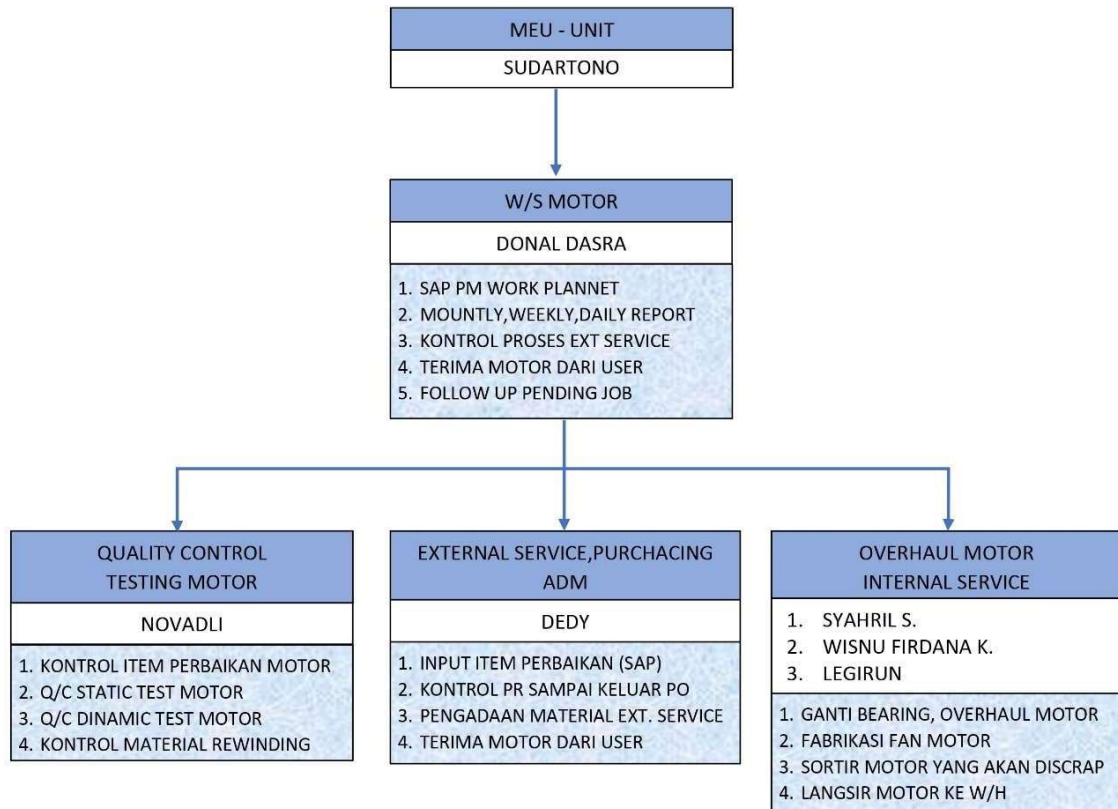 MEU - UNIT
SUDARTONO
W/S MOTOR
DONAL DASRA
1. SAP PM WORK PLANNET
2. MOUNTLY,WEEKLY,DAILY REPORT
3. KONTROL PROSES EXT SERVICE
4. TERIMA MOTOR DARI USER
5. FOLLOW UP PENDING JOB
QUALITY CONTROL
TESTING MOTOR
NOVADLI
1. KONTROL ITEM PERBAIKAN MOTOR
2. Q/C STATIC TEST MOTOR
3. Q/C DINAMIC TEST MOTOR
4. KONTROL MATERIAL REWINDING
EXTERNAL SERVICE,PURCHACING
ADM
DEDY
1. INPUT ITEM PERBAIKAN (SAP)
2. KONTROL PR SAMPAI KELUAR PO
3. PENGADAAN MATERIAL EXT. SERVICE
4. TERIMA MOTOR DARI USER
OVERHAUL MOTOR
INTERNAL SERVICE
1. SYAHRIL S.
2. WISNU FIRDANA K.
3. LEGIRUN
1. GANTI BEARING, OVERHAUL MOTOR
2. FABRIKASI FAN MOTOR
3. SORTIR MOTOR YANG AKAN DISCRAP
4. LANGSIR MOTOR KE W/H